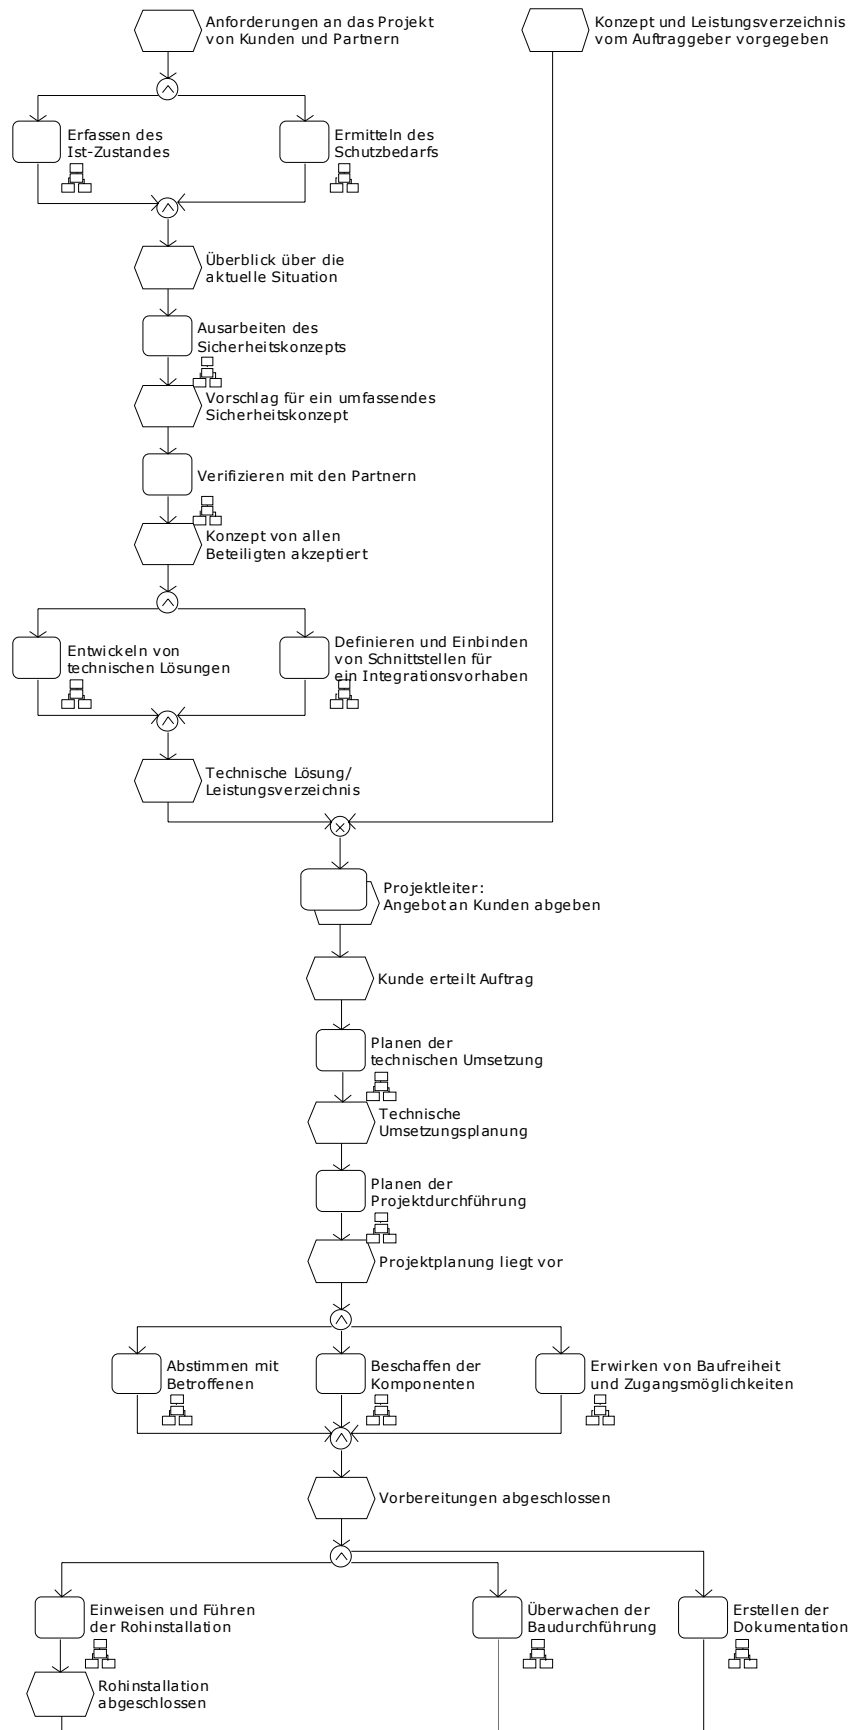 Anforderungen an das Projekt
von Kunden und Partnern
Konzept und Leistungsverzeichnis
vom Auftraggeber vorgegeben
Erfassen des
Ist-Zustandes
Ermitteln des
Schutzbedarfs
Überblick über die
aktuelle Situation
Ausarbeiten des
Sicherheitskonzepts
Vorschlag für ein umfassendes
Sicherheitskonzept
Verifizieren mit den Partnern
Konzept von allen
Beteiligten akzeptiert
Entwickeln von
technischen Lösungen
Definieren und Einbinden
von Schnittstellen für
ein Integrationsvorhaben
Technische Lösung/
Leistungsverzeichnis
Projektleiter:
Angebot an Kunden abgeben
Kunde erteilt Auftrag
Planen der
technischen Umsetzung
Technische
Umsetzungsplanung
Planen der
Projektdurchführung
Projektplanung liegt vor
Abstimmen mit
Betroffenen
Beschaffen der
Komponenten
Erwirken von Baufreiheit
und Zugangsmöglichkeiten
Vorbereitungen abgeschlossen
Einweisen und Führen
der Rohinstallation
Überwachen der
Baudurchführung
Erstellen der
Dokumentation
Rohinstallation
abgeschlossen